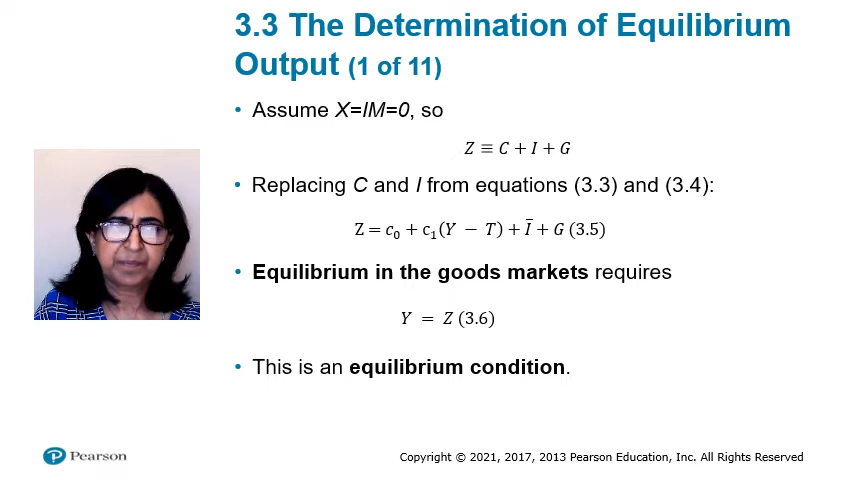 3.3 The Determination of Equilibrium
Output (1 of 11)
• Assume X=IM=0, so
Z ≡ C + I + G
• Replacing C and I from equations (3.3) and (3.4):
Z = c₀ + c₁(Y − T) + Ī + G (3.5)
• Equilibrium in the goods markets requires
Y = Z (3.6)
• This is an equilibrium condition.
Pearson
Copyright © 2021, 2017, 2013 Pearson Education, Inc. All Rights Reserved